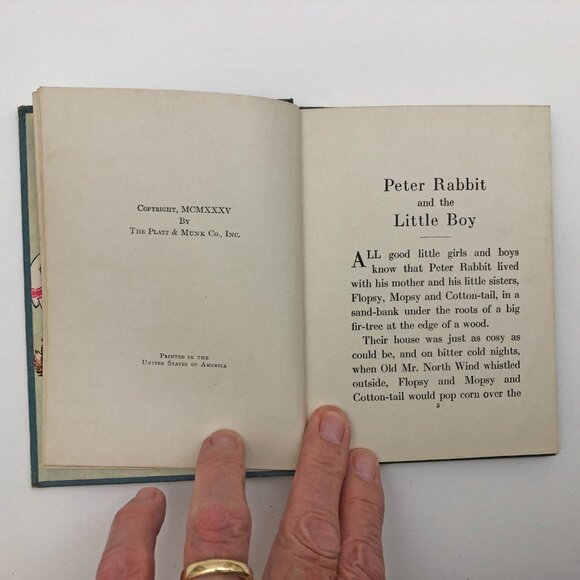 Copyright, MCMXXXV
By
The Platt & Munk Co., Inc.
Printed in the
United States of America
Peter Rabbit
and the
Little Boy
ALL good little girls and boys
know that Peter Rabbit lived
with his mother and his little sisters,
Flopsy, Mopsy and Cotton-tail, in a
sand-bank under the roots of a big
fir-tree at the edge of a wood.
Their house was just as cosy as
could be, and on bitter cold nights,
when Old Mr. North Wind whistled
outside, Flopsy and Mopsy and
Cotton-tail would pop corn over the
5